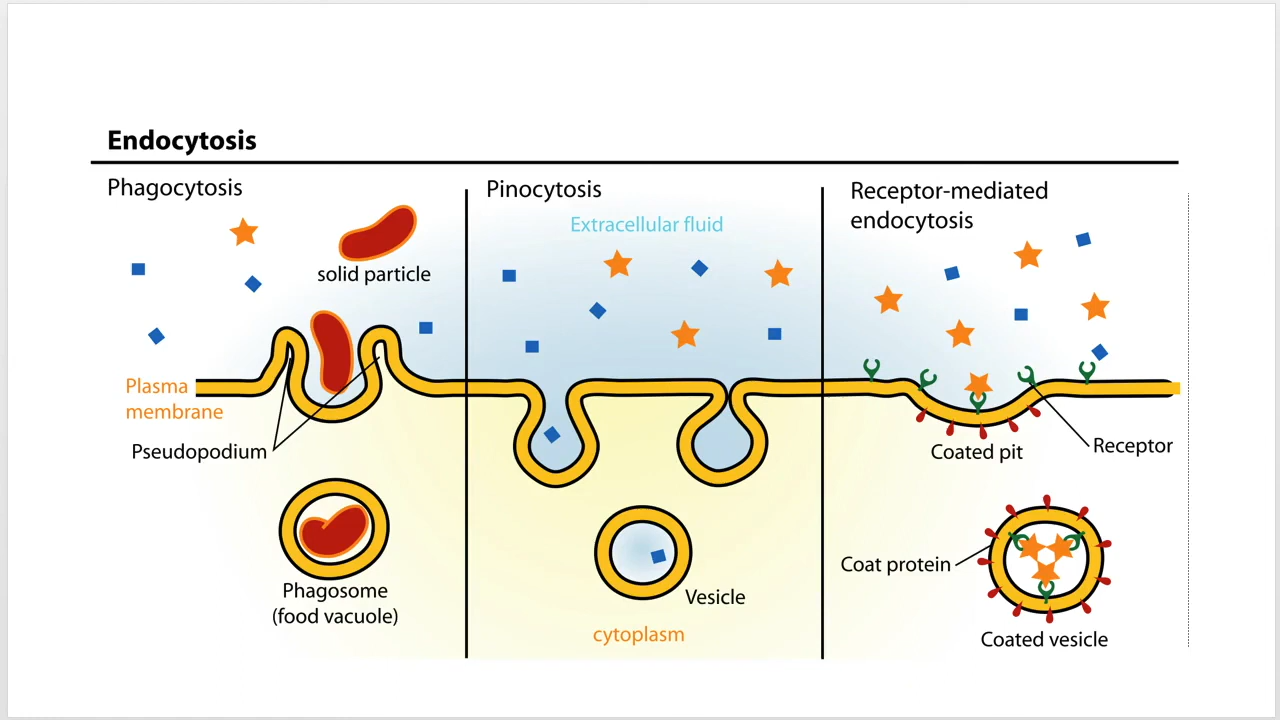 Endocytosis
Phagocytosis
solid particle
Plasma
membrane
Pseudopodium
Phagosome
(food vacuole)
Pinocytosis
Extracellular fluid
Vesicle
cytoplasm
Receptor-mediated
endocytosis
Coated pit
Receptor
Coat protein
Coated vesicle